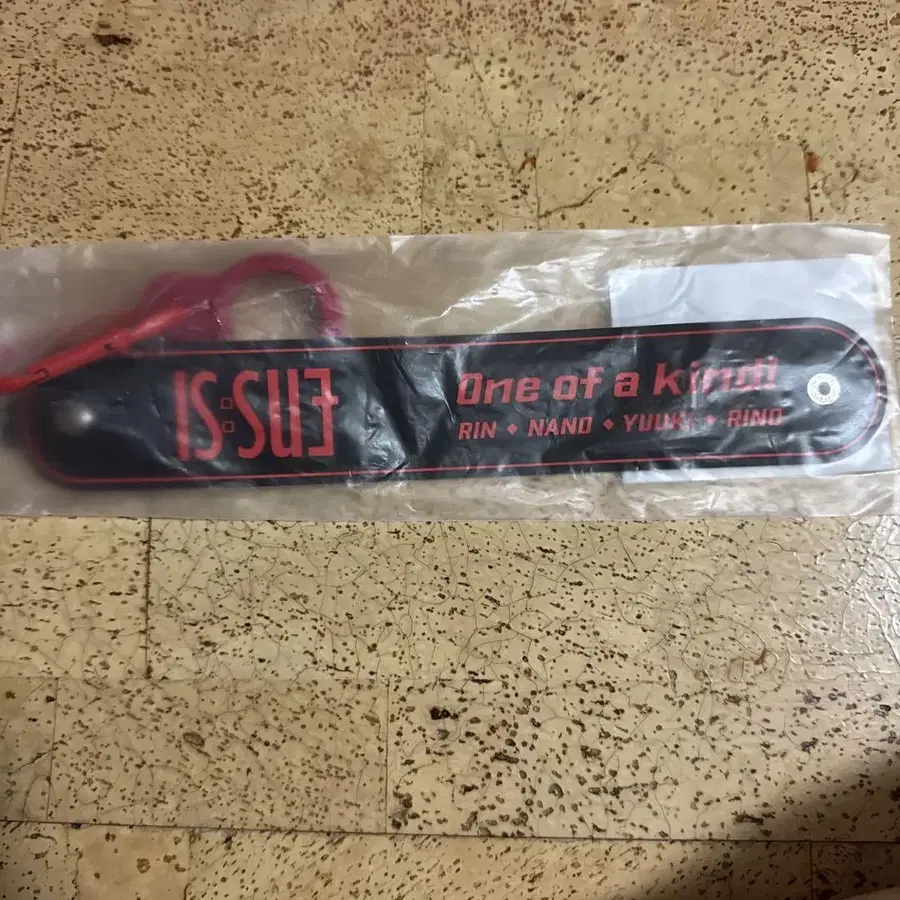 IS:SUE
One of a kind!
RIN ◆ NANO ◆ YUUKI ◆ RINO